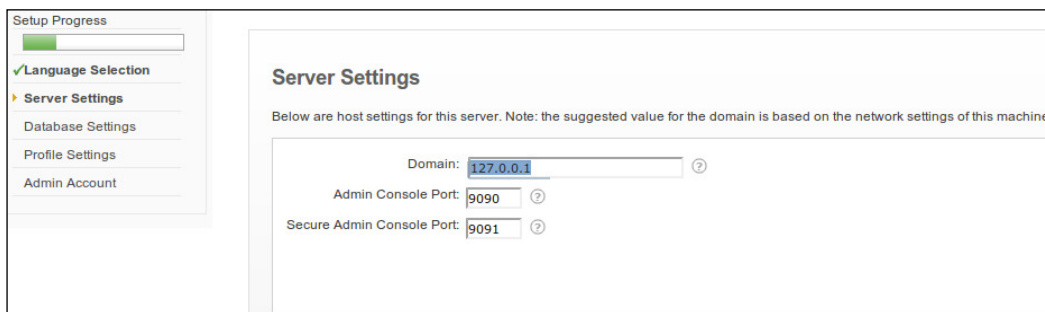 Setup Progress
Language Selection
Server Settings
Database Settings
Profile Settings
Admin Account
Server Settings
Below are host settings for this server. Note: the suggested value for the domain is based on the network settings of this machine
Domain: 127.0.0.1 ?
Admin Console Port: 9090 ?
Secure Admin Console Port: 9091 ?